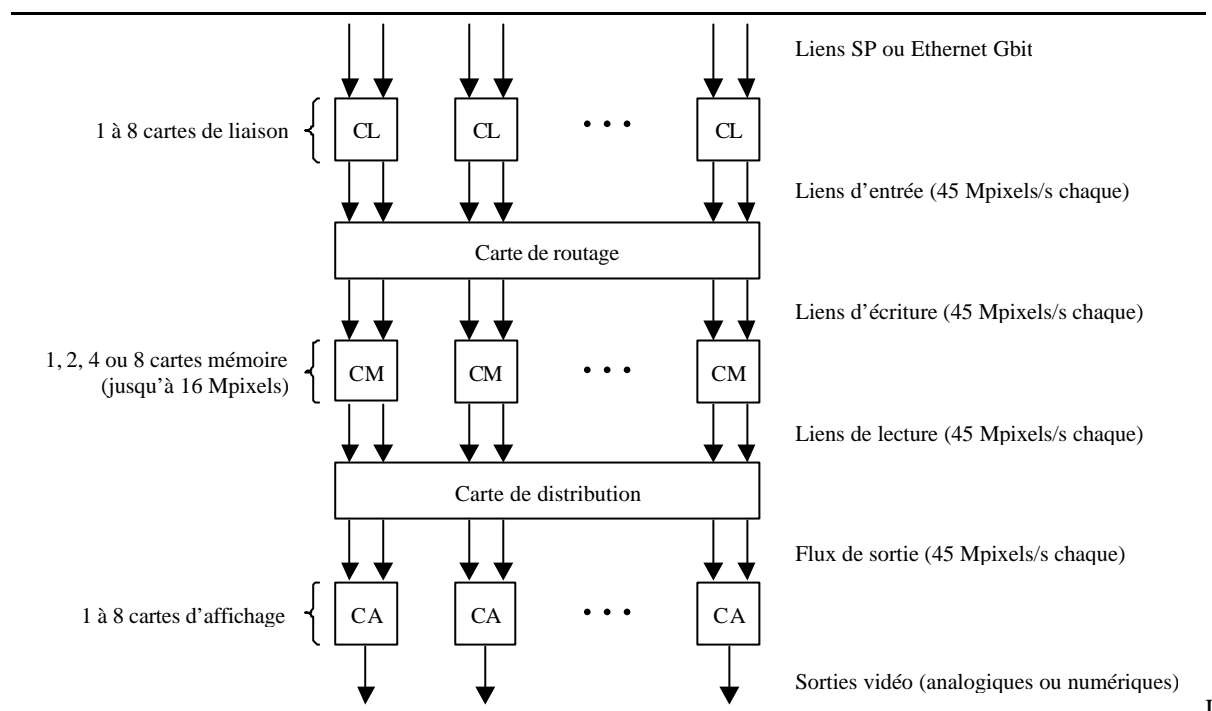 Liens SP ou Ethernet Gbit
1 à 8 cartes de liaison
CL CL • • • CL
Liens d'entrée (45 Mpixels/s chaque)
Carte de routage
Liens d'écriture (45 Mpixels/s chaque)
1, 2, 4 ou 8 cartes mémoire
(jusqu'à 16 Mpixels)
CM CM • • • CM
Liens de lecture (45 Mpixels/s chaque)
Carte de distribution
Flux de sortie (45 Mpixels/s chaque)
1 à 8 cartes d'affichage
CA CA • • • CA
Sorties vidéo (analogiques ou numériques)